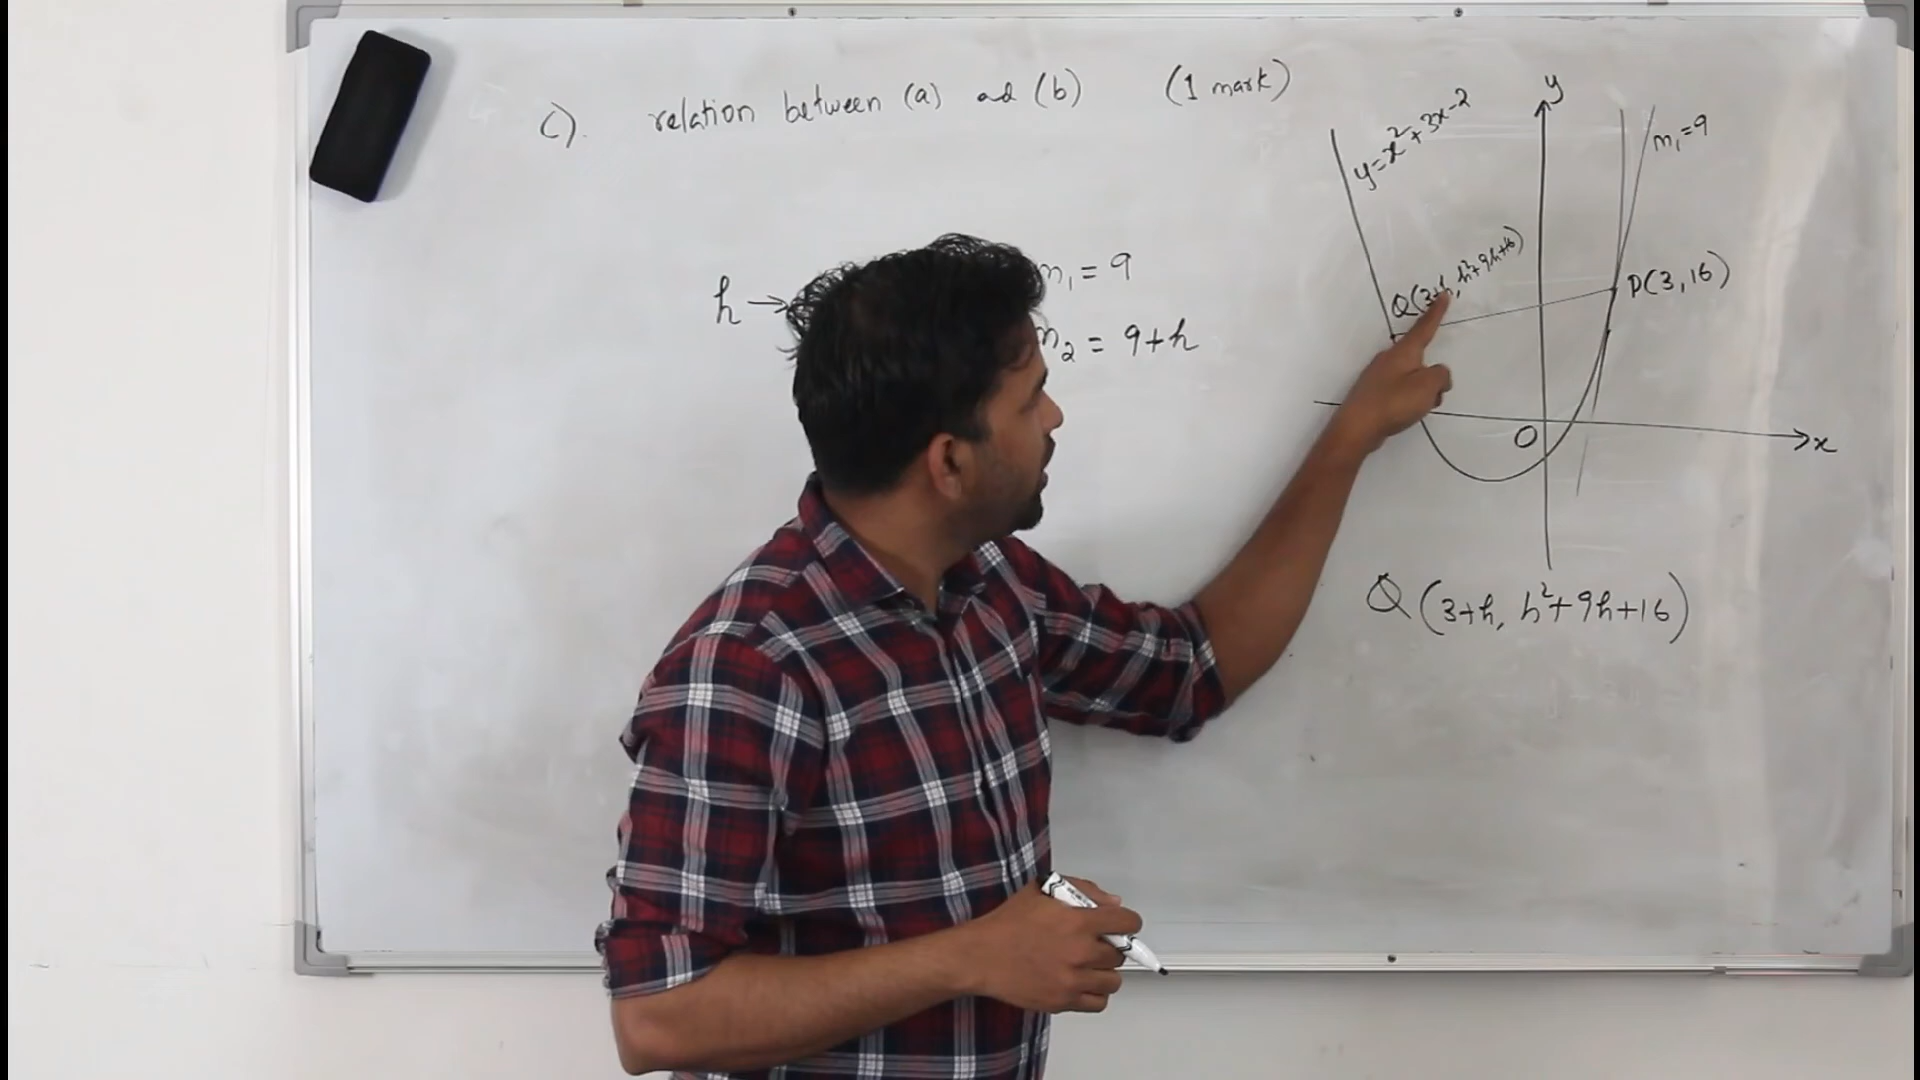 C). relation between (a) and (b) (1 mark)
h →
m₁ = 9
m₂ = 9+h
y
y=x²+3x-2
m₁=9
Q(3+h, h²+9h+16)
P(3,16)
O
x
Q (3+h, h²+9h+16)